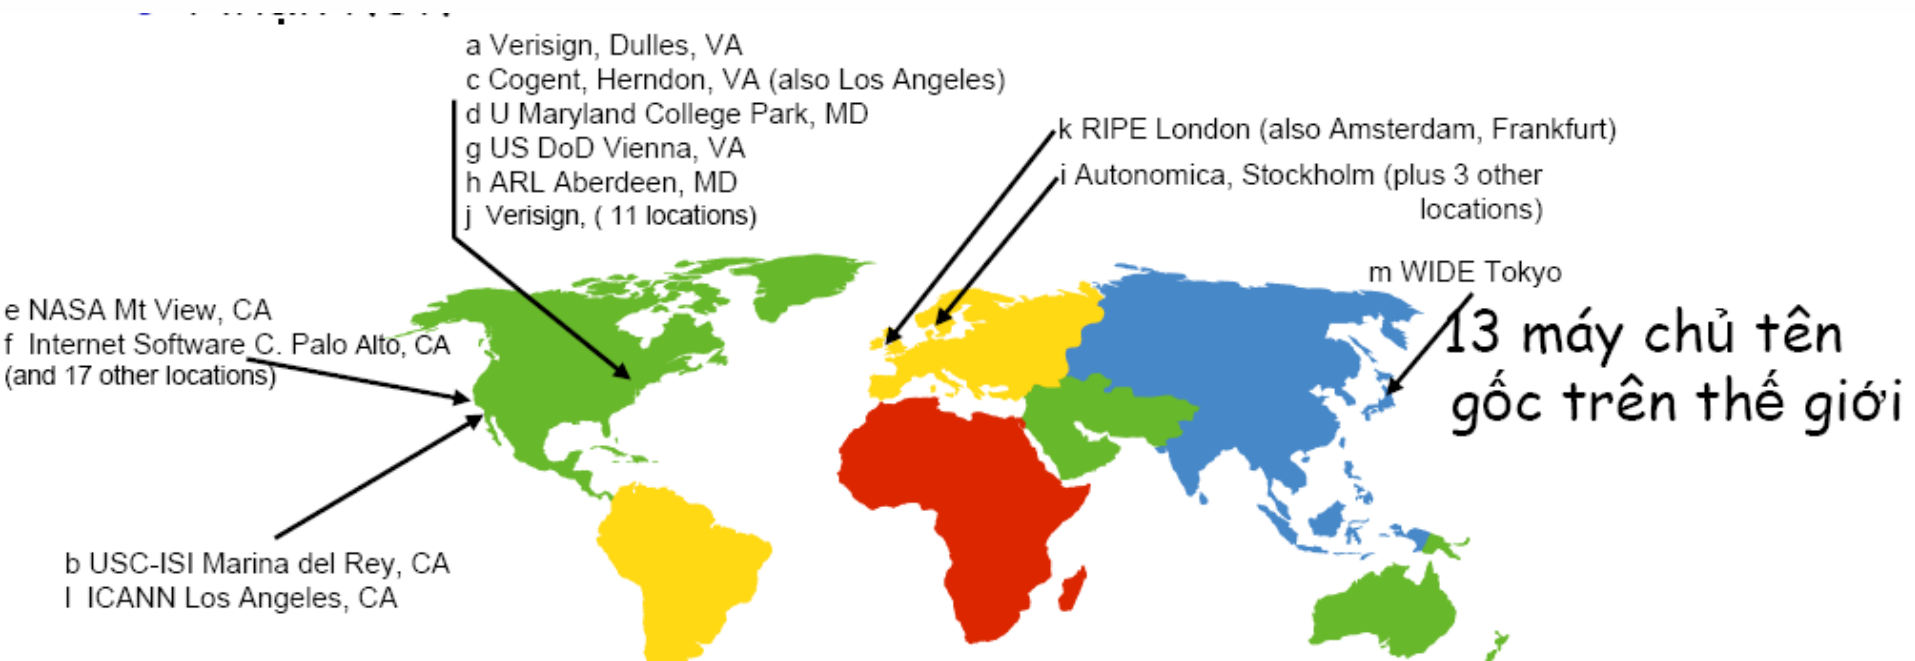 a Verisign, Dulles, VA
c Cogent, Herndon, VA (also Los Angeles)
d U Maryland College Park, MD
g US DoD Vienna, VA
h ARL Aberdeen, MD
j Verisign, ( 11 locations)
k RIPE London (also Amsterdam, Frankfurt)
i Autonomica, Stockholm (plus 3 other
locations)
m WIDE Tokyo
e NASA Mt View, CA
f Internet Software C. Palo Alto, CA
(and 17 other locations)
13 máy chủ tên
gốc trên thế giới
b USC-ISI Marina del Rey, CA
l ICANN Los Angeles, CA